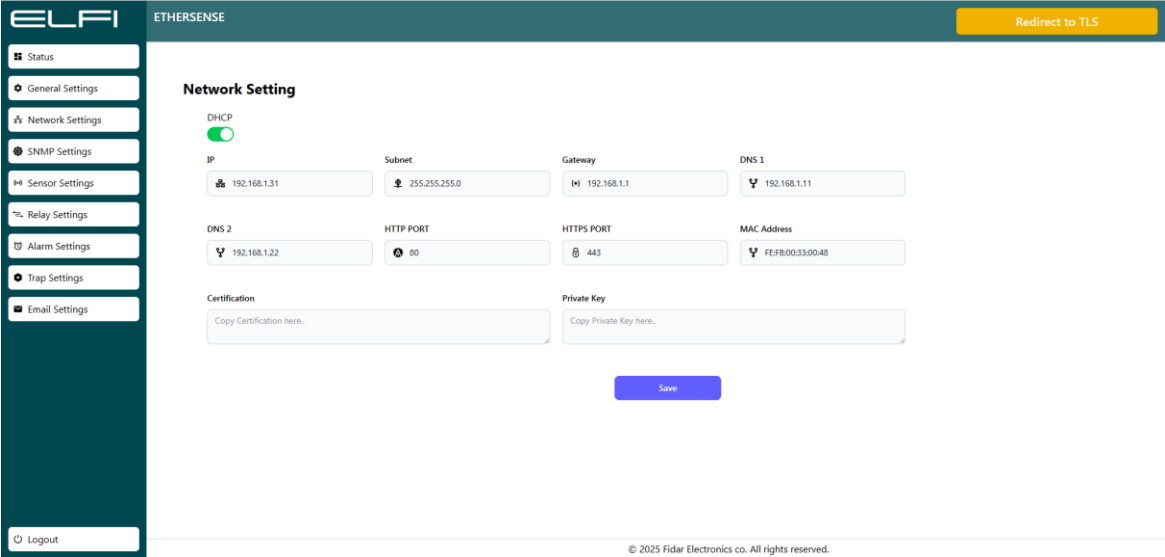 ELFI
ETHERSENSE
Redirect to TLS
Status
General Settings
Network Settings
SNMP Settings
Sensor Settings
Relay Settings
Alarm Settings
Trap Settings
Email Settings
Logout
Network Setting
DHCP
IP Subnet Gateway DNS 1
192.168.1.31 255.255.255.0 192.168.1.1 192.168.1.11
DNS 2 HTTP PORT HTTPS PORT MAC Address
192.168.1.22 80 443 FE:F8:00:33:00:48
Certification Private Key
Copy Certification here.. Copy Private Key here..
Save
© 2025 Fidar Electronics co. All rights reserved.